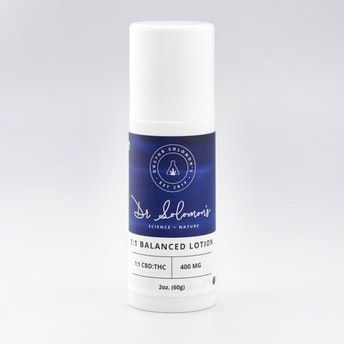 DOCTOR SOLOMON'S
EST 2019
Dr Solomon's
SCIENCE + NATURE
1:1 BALANCED LOTION
1:1 CBD:THC
400 MG
2oz. (60g)